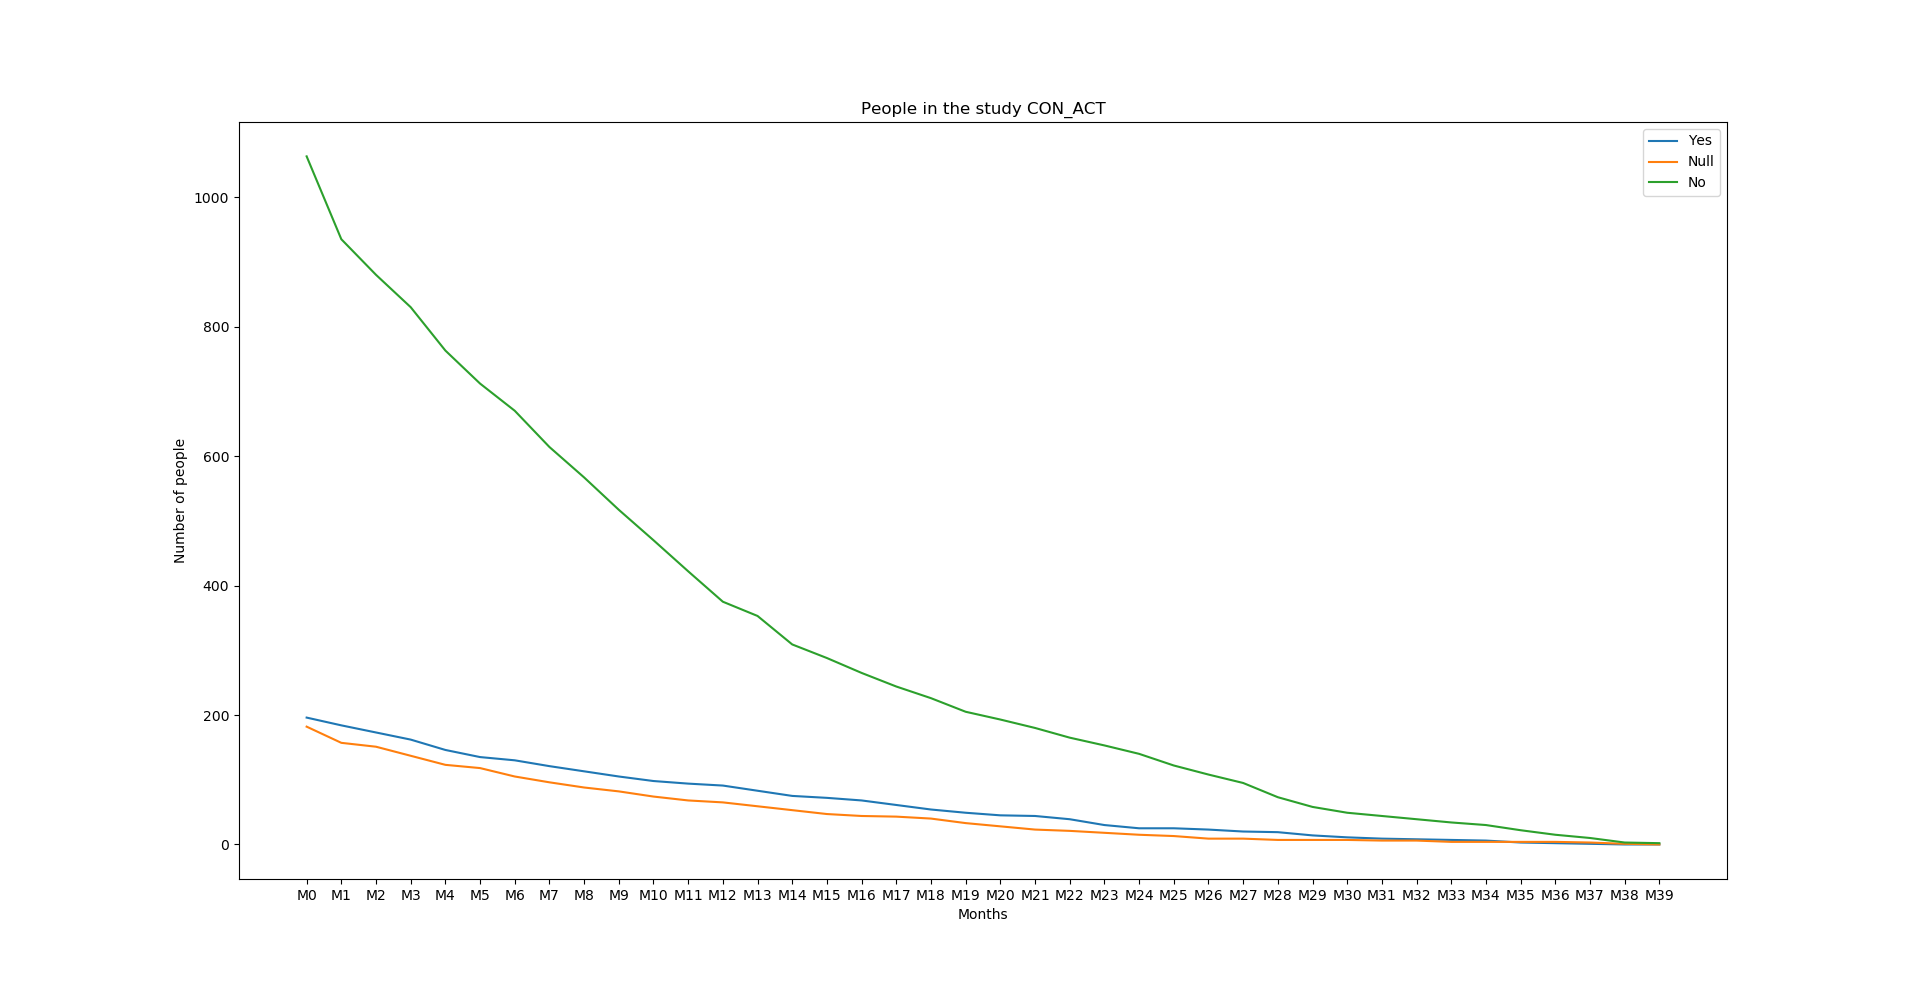 People in the study CON_ACT
Yes
Null
No
1000
800
600
400
200
0
Number of people
M0 M1 M2 M3 M4 M5 M6 M7 M8 M9 M10 M11 M12 M13 M14 M15 M16 M17 M18 M19 M20 M21 M22 M23 M24 M25 M26 M27 M28 M29 M30 M31 M32 M33 M34 M35 M36 M37 M38 M39
Months